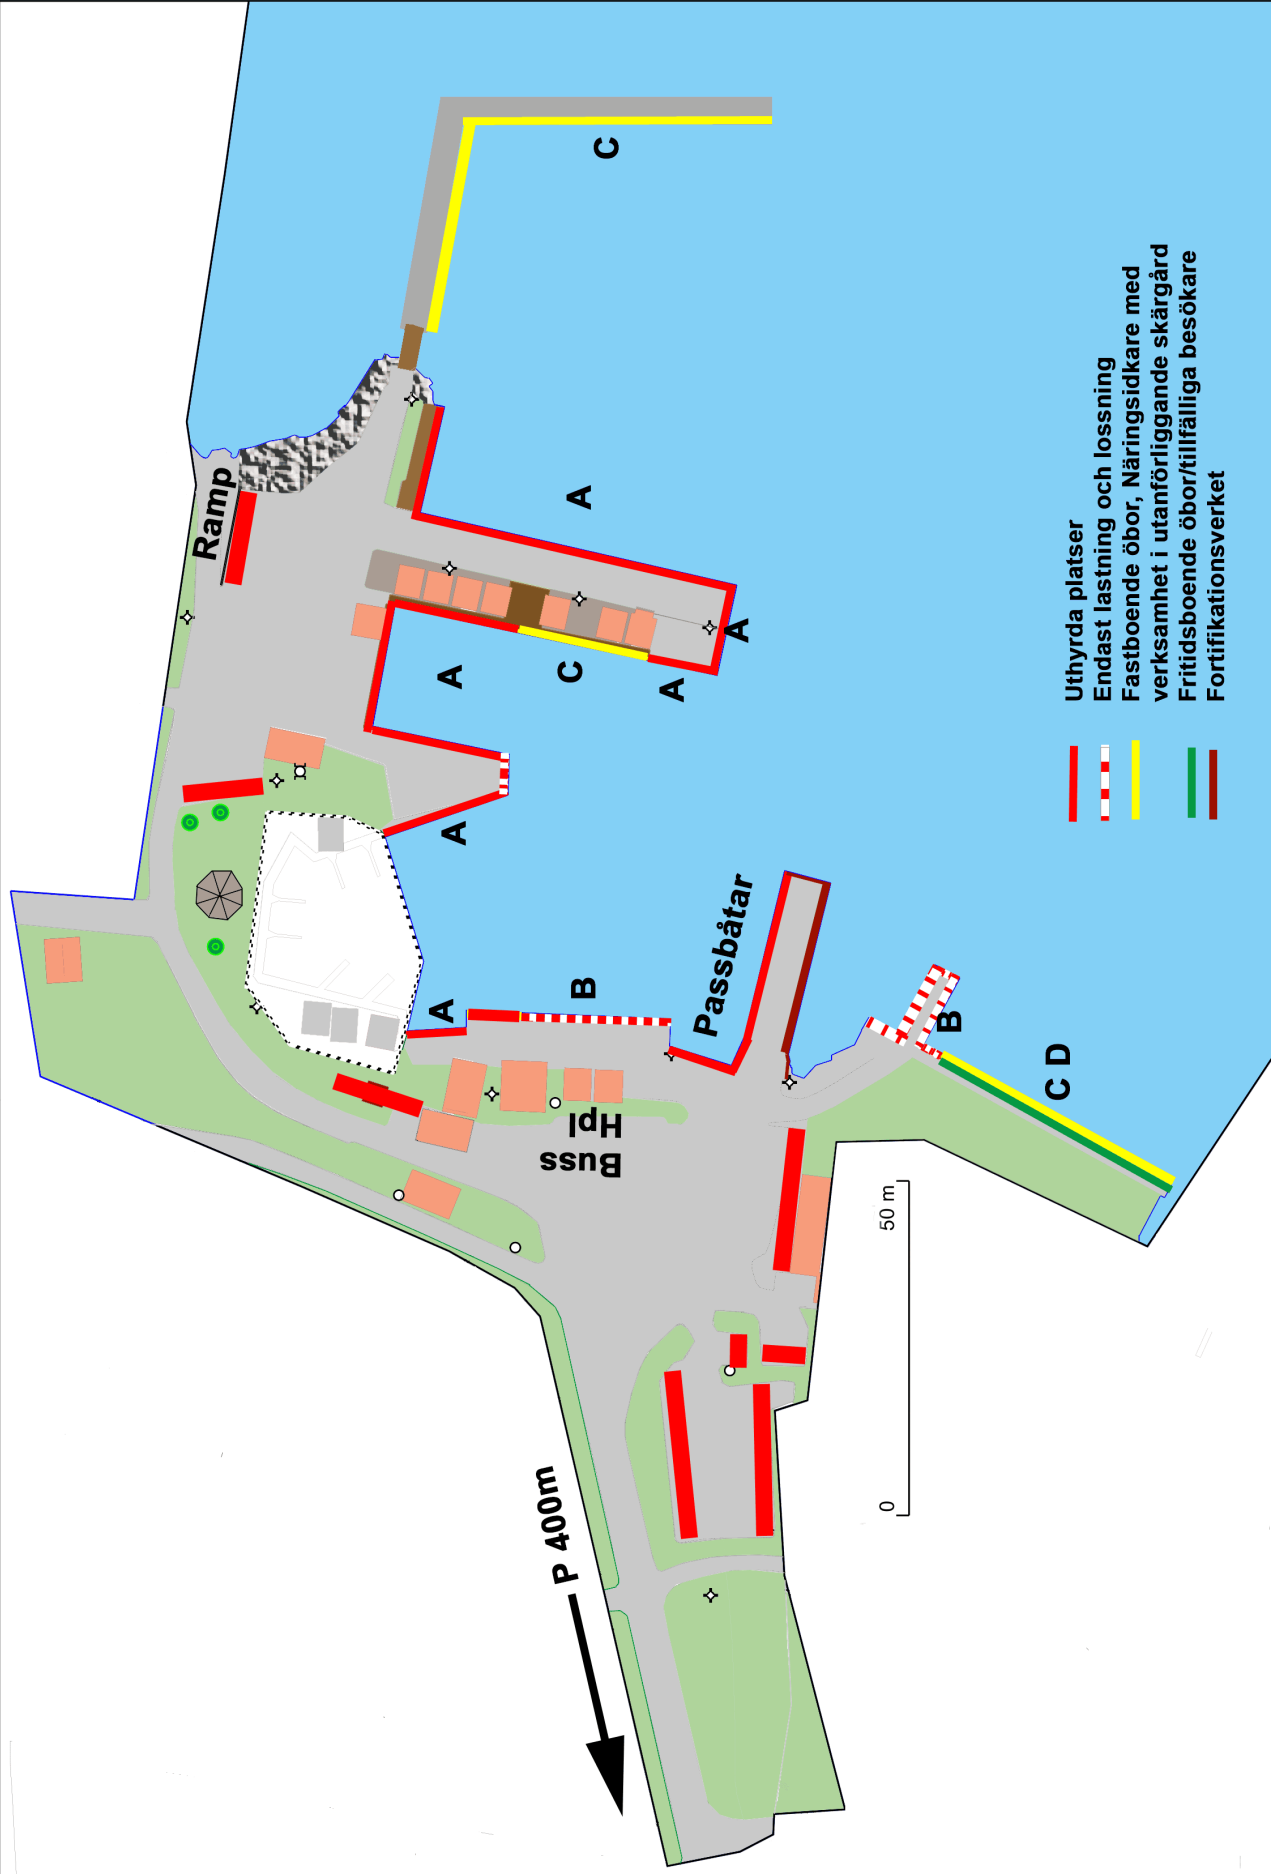 Ramp
C
A
A
A
C
A
A
A
B
Passbåtar
B
C D
Buss
Hpl
P 400m
0
50 m
Uthyrda platser
Endast lastning och lossning
Fastboende öbor, Näringsidkare med
verksamhet i utanförliggande skärgård
Fritidsboende öbor/tillfälliga besökare
Fortifikationsverket